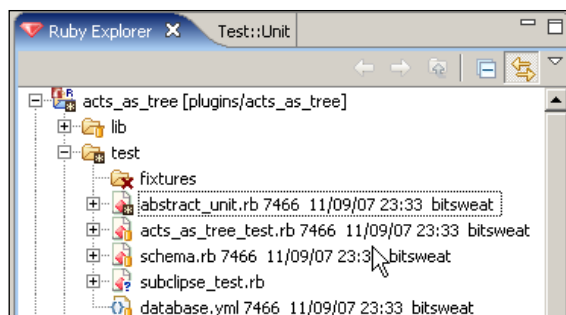 Ruby Explorer Test::Unit
acts_as_tree [plugins/acts_as_tree]
lib
test
fixtures
abstract_unit.rb 7466 11/09/07 23:33 bitsweat
acts_as_tree_test.rb 7466 11/09/07 23:33 bitsweat
schema.rb 7466 11/09/07 23:3 bitsweat
subclipse_test.rb
database.yml 7466 11/09/07 23:33 bitsweat